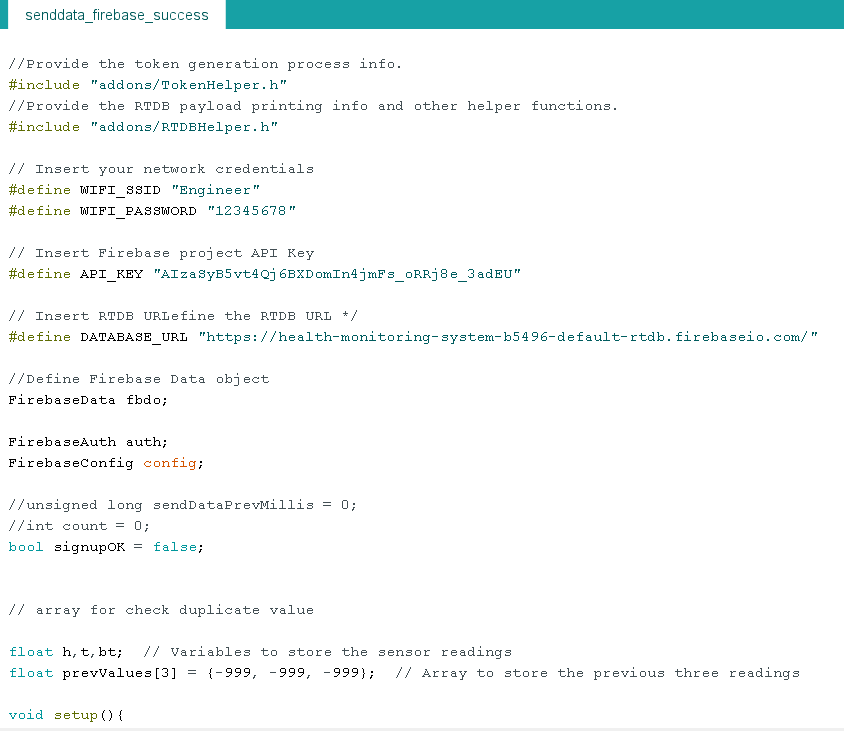 senddata_firebase_success
//Provide the token generation process info.
#include "addons/TokenHelper.h"
//Provide the RTDB payload printing info and other helper functions.
#include "addons/RTDBHelper.h"
// Insert your network credentials
#define WIFI_SSID "Engineer"
#define WIFI_PASSWORD "12345678"
// Insert Firebase project API Key
#define API_KEY "AIzaSyB5vt4Qj6BXDomIn4jmFs_oRRj8e_3adEU"
// Insert RTDB URLefine the RTDB URL */
#define DATABASE_URL "https://health-monitoring-system-b5496-default-rtdb.firebaseio.com/"
//Define Firebase Data object
FirebaseData fbdo;
FirebaseAuth auth;
FirebaseConfig config;
//unsigned long sendDataPrevMillis = 0;
//int count = 0;
bool signupOK = false;
// array for check duplicate value
float h,t,bt;  // Variables to store the sensor readings
float prevValues[3] = {-999, -999, -999};  // Array to store the previous three readings
void setup(){